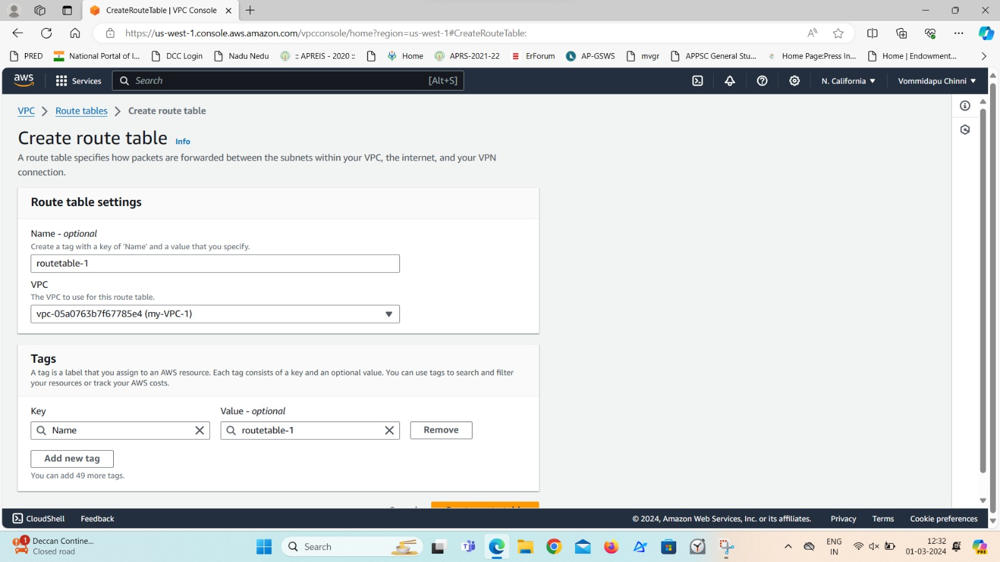 CreateRouteTable | VPC Console
https://us-west-1.console.aws.amazon.com/vpcconsole/home?region=us-west-1#CreateRouteTable:
PRED
National Portal of I...
DCC Login
Nadu Nedu
:: APREIS - 2020 ::
Home
APRS-2021-22
ErForum
AP-GSWS
mvgr
APPSC General Stu...
Home Page:Press In...
Home | Endowment...
aws
Services
Search
[Alt+S]
N. California
Vommidapu Chinni
VPC
Route tables
Create route table
Create route table
Info
A route table specifies how packets are forwarded between the subnets within your VPC, the internet, and your VPN
connection.
Route table settings
Name - optional
Create a tag with a key of 'Name' and a value that you specify.
routetable-1
VPC
The VPC to use for this route table.
vpc-05a0763b7f67785e4 (my-VPC-1)
Tags
A tag is a label that you assign to an AWS resource. Each tag consists of a key and an optional value. You can use tags to search and filter
your resources or track your AWS costs.
Key
Value - optional
Name
routetable-1
Remove
Add new tag
You can add 49 more tags.
CloudShell
Feedback
© 2024, Amazon Web Services, Inc. or its affiliates.
Privacy
Terms
Cookie preferences
1
Deccan Contine...
Closed road
Search
ENG
IN
12:32
01-03-2024
PRE